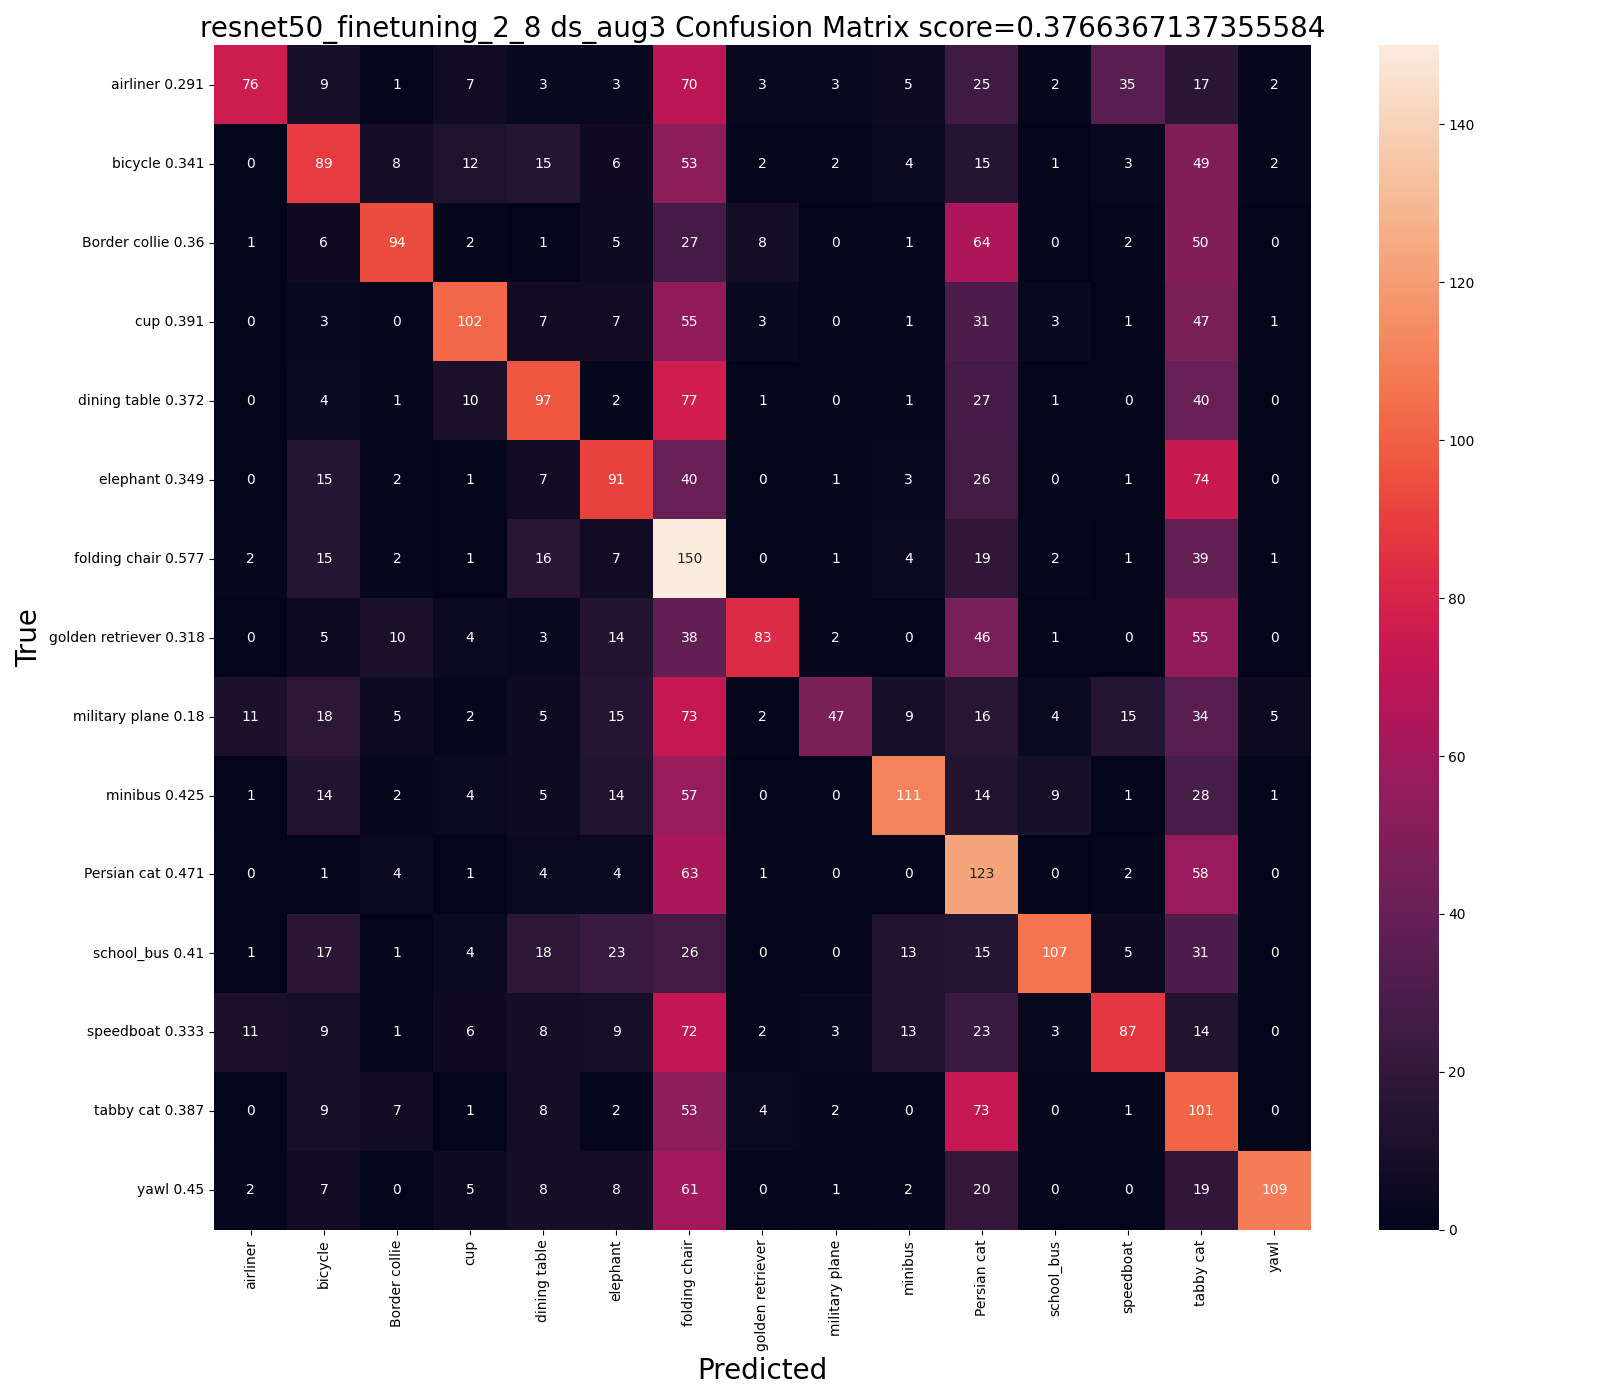 resnet50_finetuning_2_8 ds_aug3 Confusion Matrix score=0.3766367137355584
airliner 0.291 76 9 1 7 3 3 70 3 3 5 25 2 35 17 2
bicycle 0.341 0 89 8 12 15 6 53 2 2 4 15 1 3 49 2
Border collie 0.36 1 6 94 2 1 5 27 8 0 1 64 0 2 50 0
cup 0.391 0 3 0 102 7 7 55 3 0 1 31 3 1 47 1
dining table 0.372 0 4 1 10 97 2 77 1 0 1 27 1 0 40 0
elephant 0.349 0 15 2 1 7 91 40 0 1 3 26 0 1 74 0
folding chair 0.577 2 15 2 1 16 7 150 0 1 4 19 2 1 39 1
golden retriever 0.318 0 5 10 4 3 14 38 83 2 0 46 1 0 55 0
military plane 0.18 11 18 5 2 5 15 73 2 47 9 16 4 15 34 5
minibus 0.425 1 14 2 4 5 14 57 0 0 111 14 9 1 28 1
Persian cat 0.471 0 1 4 1 4 4 63 1 0 0 123 0 2 58 0
school_bus 0.41 1 17 1 4 18 23 26 0 0 13 15 107 5 31 0
speedboat 0.333 11 9 1 6 8 9 72 2 3 13 23 3 87 14 0
tabby cat 0.387 0 9 7 1 8 2 53 4 2 0 73 0 1 101 0
yawl 0.45 2 7 0 5 8 8 61 0 1 2 20 0 0 19 109
airliner bicycle Border collie cup dining table elephant folding chair golden retriever military plane minibus Persian cat school_bus speedboat tabby cat yawl
True
Predicted
140
120
100
80
60
40
20
0